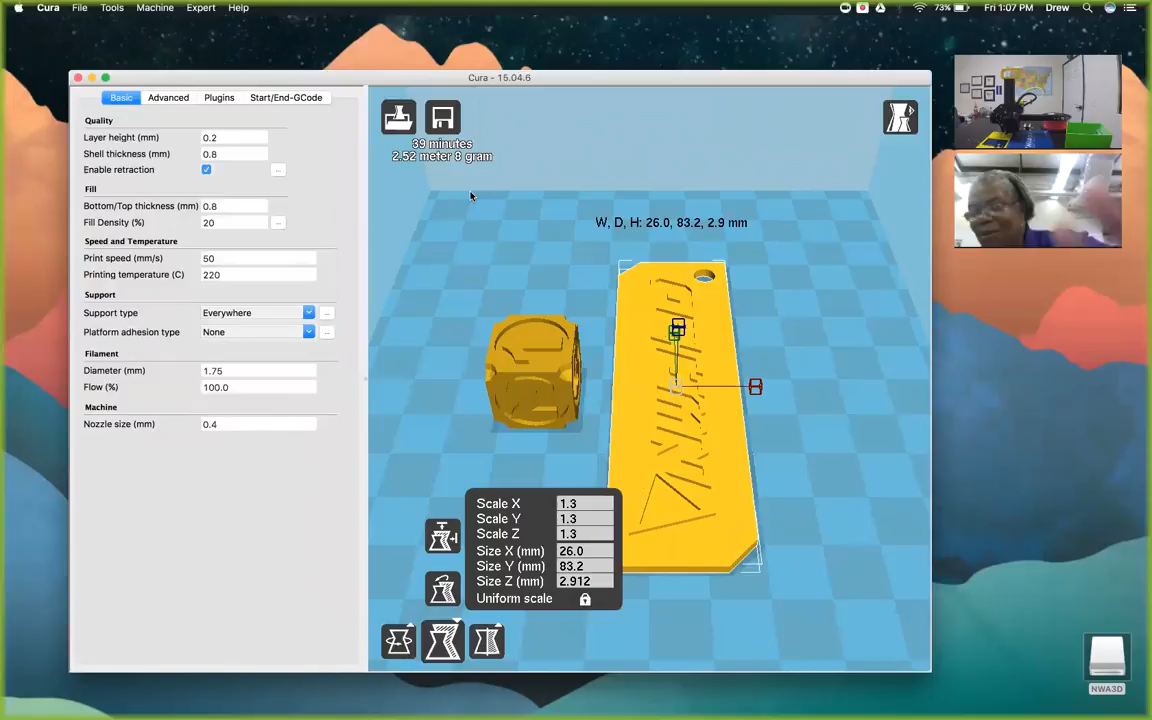 Cura File Tools Machine Expert Help 73% Fri 1:07 PM Drew
Cura - 15.04.6
Basic Advanced Plugins Start/End-GCode
Quality
Layer height (mm) 0.2
Shell thickness (mm) 0.8
Enable retraction ...
Fill
Bottom/Top thickness (mm) 0.8
Fill Density (%) 20 ...
Speed and Temperature
Print speed (mm/s) 50
Printing temperature (C) 220
Support
Support type Everywhere ...
Platform adhesion type None ...
Filament
Diameter (mm) 1.75
Flow (%) 100.0
Machine
Nozzle size (mm) 0.4
39 minutes
2.52 meter 8 gram
W, D, H: 26.0, 83.2, 2.9 mm
Scale X 1.3
Scale Y 1.3
Scale Z 1.3
Size X (mm) 26.0
Size Y (mm) 83.2
Size Z (mm) 2.912
Uniform scale
NWA3D